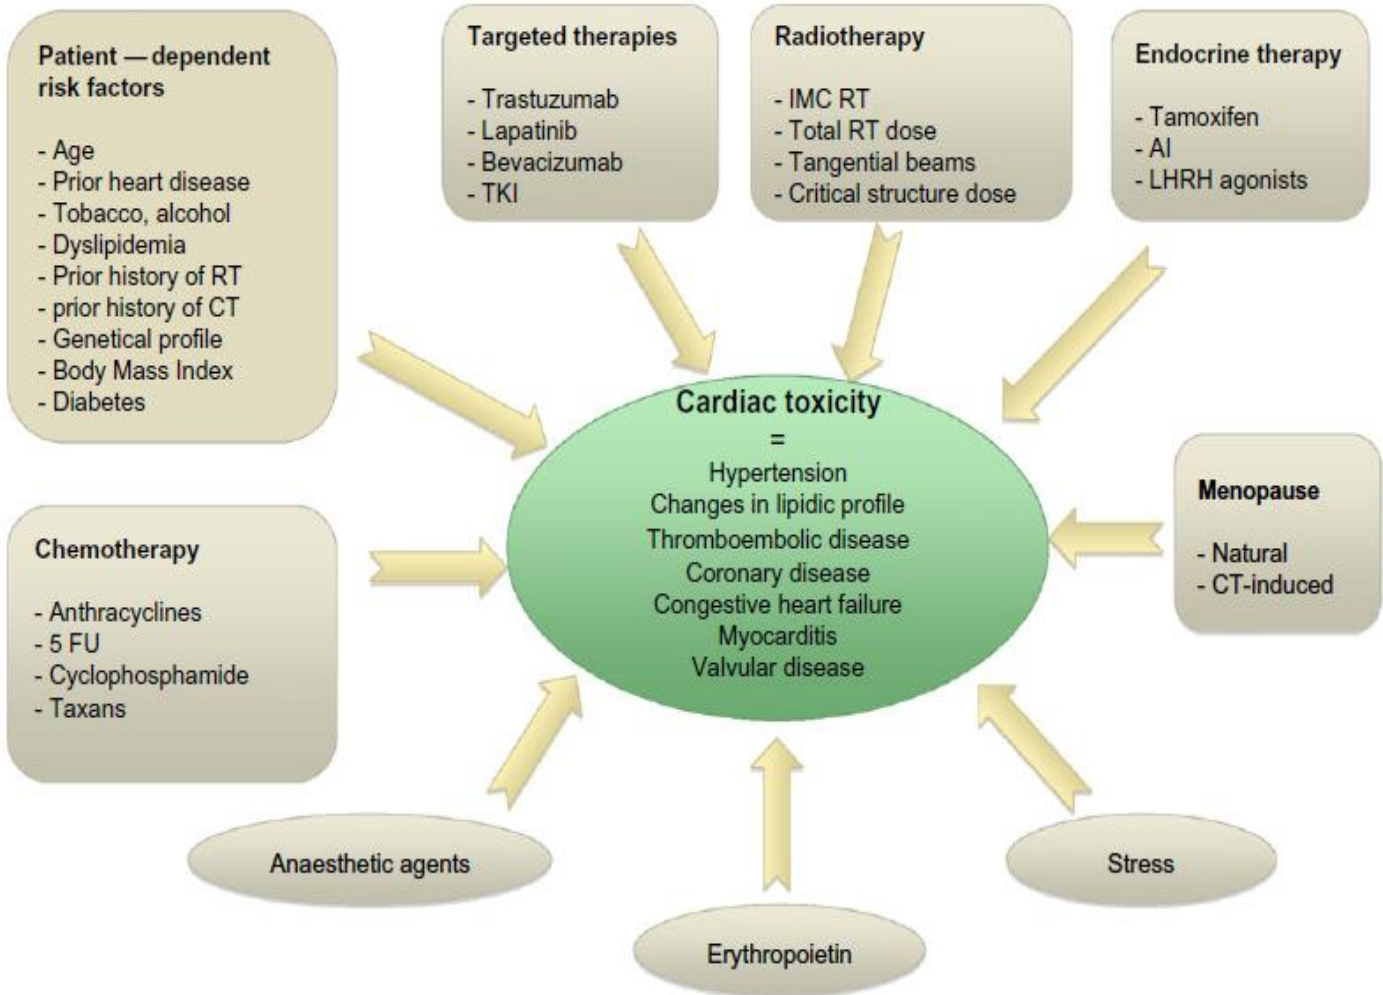 Patient — dependent
risk factors
- Age
- Prior heart disease
- Tobacco, alcohol
- Dyslipidemia
- Prior history of RT
- prior history of CT
- Genetical profile
- Body Mass Index
- Diabetes
Targeted therapies
- Trastuzumab
- Lapatinib
- Bevacizumab
- TKI
Radiotherapy
- IMC RT
- Total RT dose
- Tangential beams
- Critical structure dose
Endocrine therapy
- Tamoxifen
- AI
- LHRH agonists
Cardiac toxicity
=
Hypertension
Changes in lipidic profile
Thromboembolic disease
Coronary disease
Congestive heart failure
Myocarditis
Valvular disease
Menopause
- Natural
- CT-induced
Chemotherapy
- Anthracyclines
- 5 FU
- Cyclophosphamide
- Taxans
Anaesthetic agents
Erythropoietin
Stress